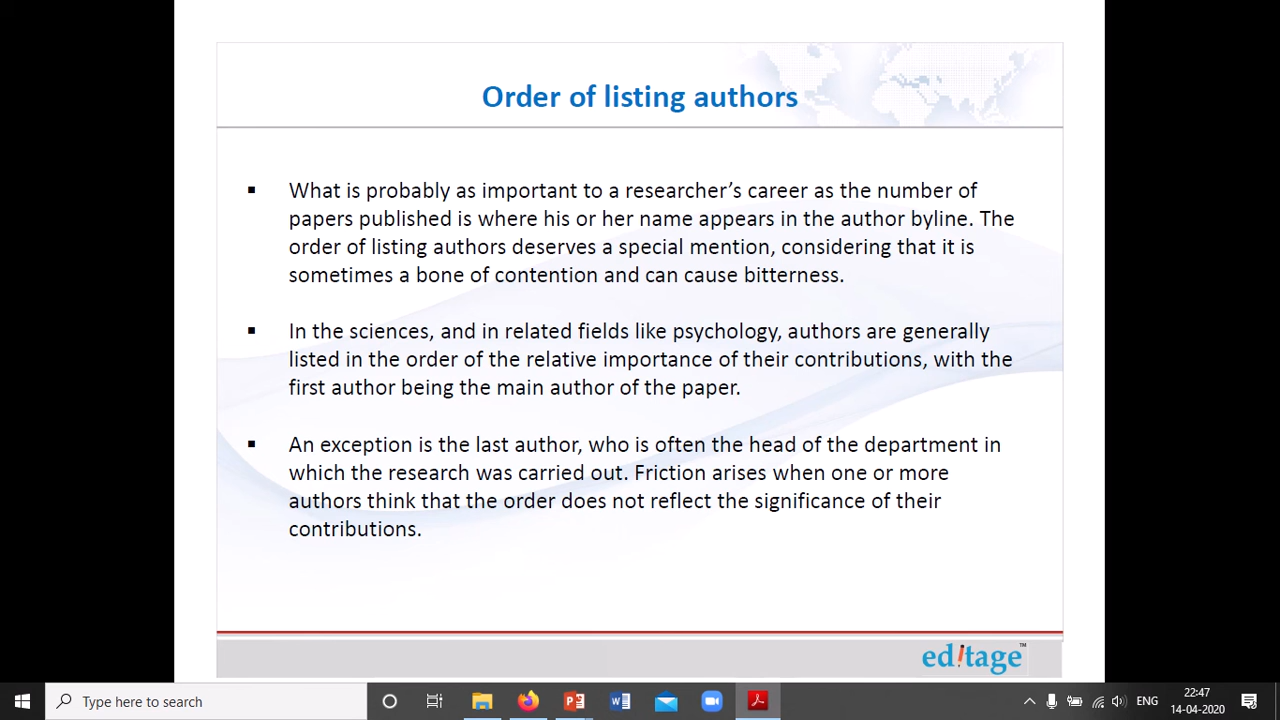 Order of listing authors
▪ What is probably as important to a researcher’s career as the number of
papers published is where his or her name appears in the author byline. The
order of listing authors deserves a special mention, considering that it is
sometimes a bone of contention and can cause bitterness.
▪ In the sciences, and in related fields like psychology, authors are generally
listed in the order of the relative importance of their contributions, with the
first author being the main author of the paper.
▪ An exception is the last author, who is often the head of the department in
which the research was carried out. Friction arises when one or more
authors think that the order does not reflect the significance of their
contributions.
ed!tage™
Type here to search
ENG
22:47
14-04-2020